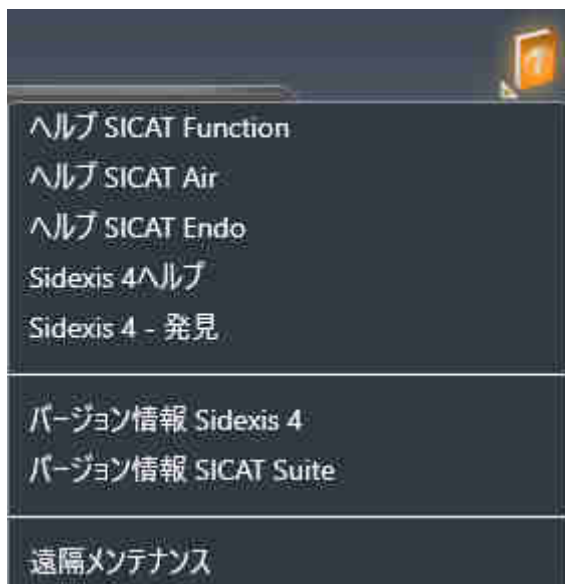 ヘルプ SICAT Function
ヘルプ SICAT Air
ヘルプ SICAT Endo
Sidexis 4ヘルプ
Sidexis 4 - 発見
バージョン情報 Sidexis 4
バージョン情報 SICAT Suite
遠隔メンテナンス